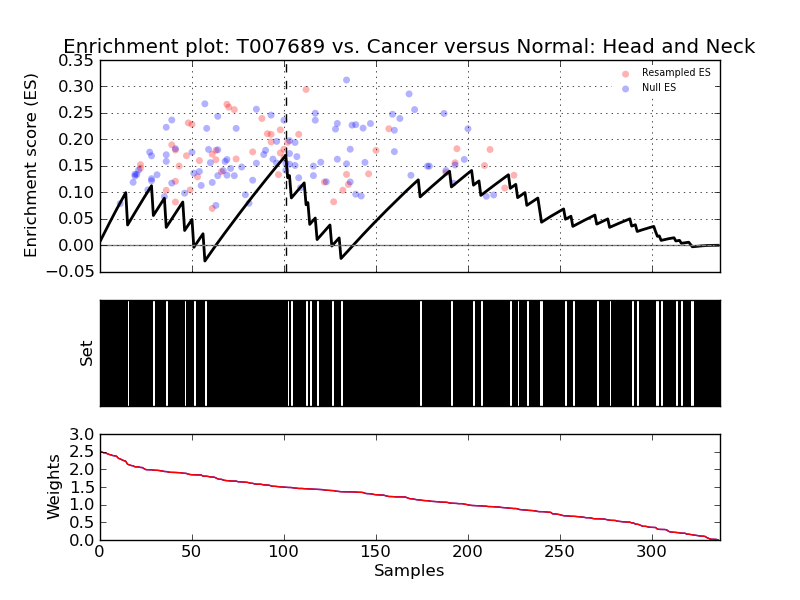 Enrichment plot: T007689 vs. Cancer versus Normal: Head and Neck
0.35
0.30
0.25
0.20
0.15
0.10
0.05
0.00
−0.05
Enrichment score (ES)
Resampled ES
Null ES
Set
3.0
2.5
2.0
1.5
1.0
0.5
0.0
Weights
0 50 100 150 200 250 300
Samples